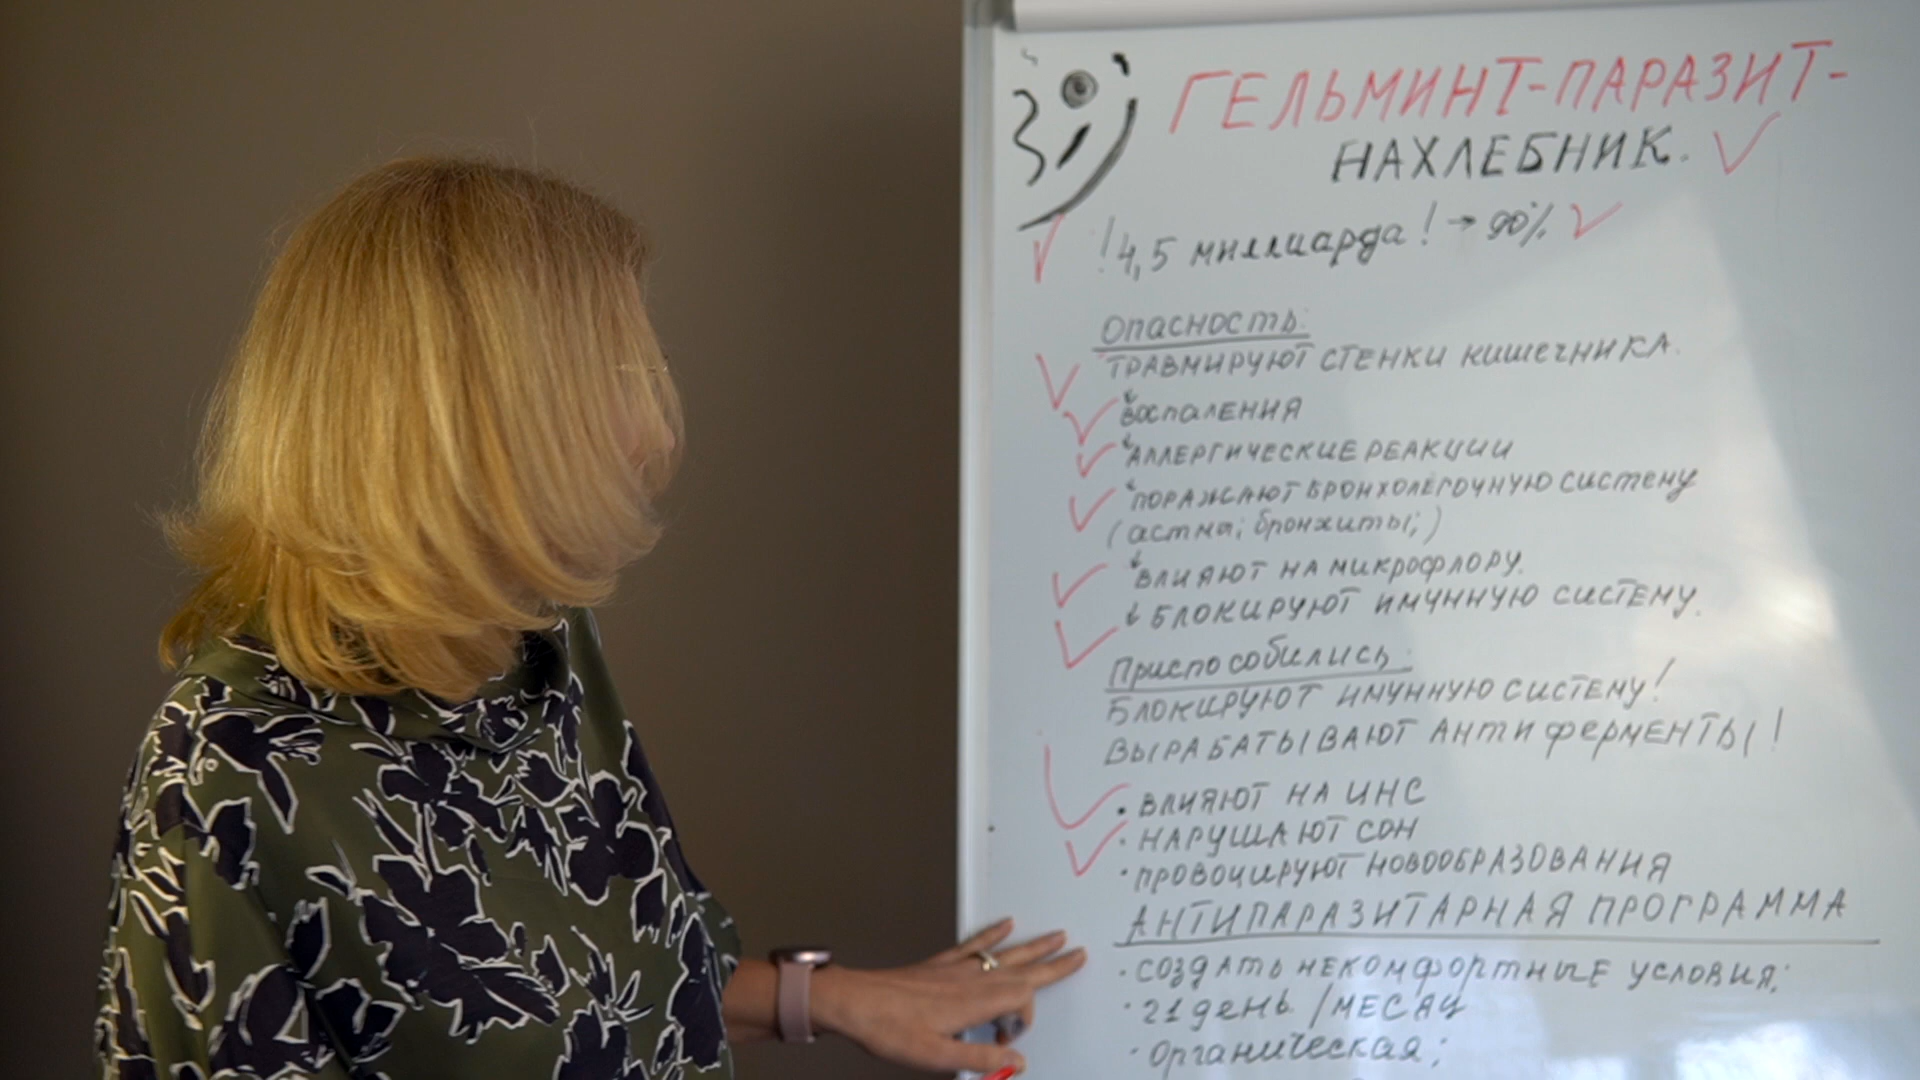 ГЕЛЬМИНТ-ПАРАЗИТ-
НАХЛЕБНИК.
! 4,5 миллиарда! → 90%
Опасность:
ТРАВМИРУЮТ СТЕНКИ КИШЕЧНИКА.
ВОСПАЛЕНИЯ
АЛЛЕРГИЧЕСКИЕ РЕАКЦИИ
ПОРАЖАЮТ БРОНХОЛЁГОЧНУЮ СИСТЕМУ
(астма; бронхиты;)
ВЛИЯЮТ НА МИКРОФЛОРУ.
БЛОКИРУЮТ ИМУННУЮ СИСТЕМУ.
Приспособились:
БЛОКИРУЮТ ИМУННУЮ СИСТЕМУ!
ВЫРАБАТЫВАЮТ АНТИ ферменты!
• ВЛИЯЮТ НА ЦНС
• НАРУШАЮТ СОН
• ПРОВОЦИРУЮТ НОВООБРАЗОВАНИЯ
АНТИПАРАЗИТАРНАЯ ПРОГРАММА
• СОЗДАТЬ НЕКОМФОРТНЫЕ УСЛОВИЯ;
• 21 день /МЕСЯЦ
• Органическая;